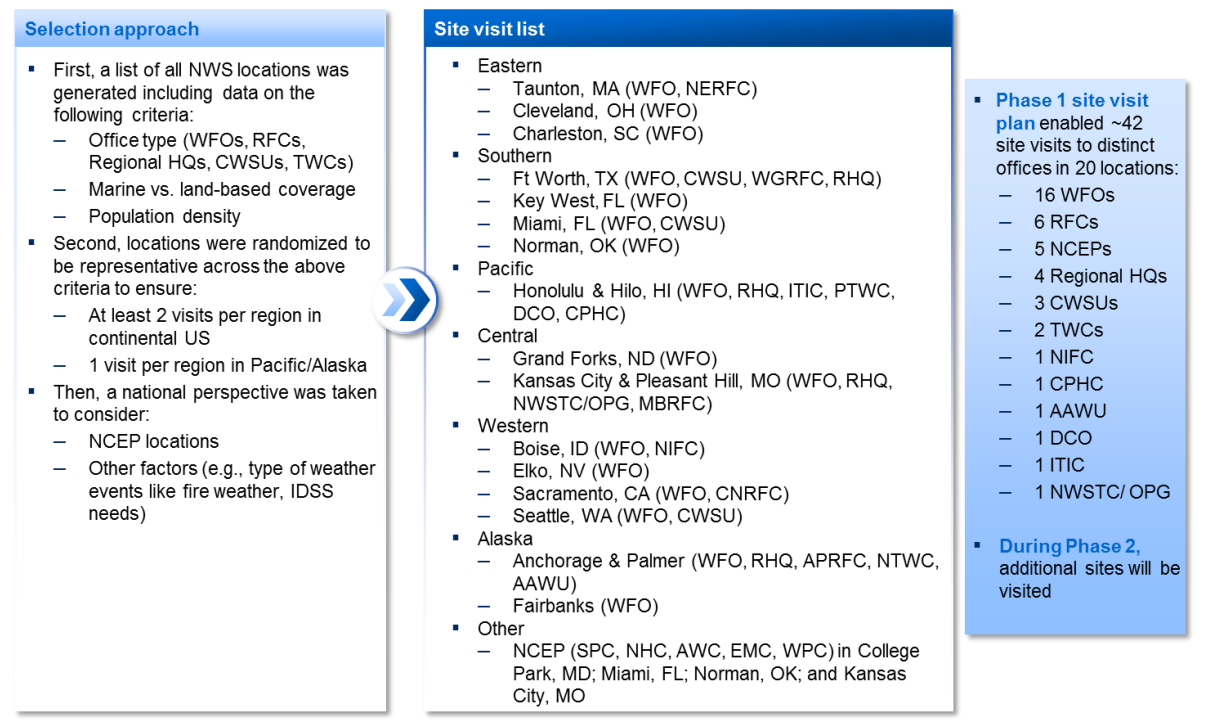 Selection approach
▪ First, a list of all NWS locations was
generated including data on the
following criteria:
– Office type (WFOs, RFCs,
Regional HQs, CWSUs, TWCs)
– Marine vs. land-based coverage
– Population density
▪ Second, locations were randomized to
be representative across the above
criteria to ensure:
– At least 2 visits per region in
continental US
– 1 visit per region in Pacific/Alaska
▪ Then, a national perspective was taken
to consider:
– NCEP locations
– Other factors (e.g., type of weather
events like fire weather, IDSS
needs)
Site visit list
▪ Eastern
– Taunton, MA (WFO, NERFC)
– Cleveland, OH (WFO)
– Charleston, SC (WFO)
▪ Southern
– Ft Worth, TX (WFO, CWSU, WGRFC, RHQ)
– Key West, FL (WFO)
– Miami, FL (WFO, CWSU)
– Norman, OK (WFO)
▪ Pacific
– Honolulu & Hilo, HI (WFO, RHQ, ITIC, PTWC,
DCO, CPHC)
▪ Central
– Grand Forks, ND (WFO)
– Kansas City & Pleasant Hill, MO (WFO, RHQ,
NWSTC/OPG, MBRFC)
▪ Western
– Boise, ID (WFO, NIFC)
– Elko, NV (WFO)
– Sacramento, CA (WFO, CNRFC)
– Seattle, WA (WFO, CWSU)
▪ Alaska
– Anchorage & Palmer (WFO, RHQ, APRFC, NTWC,
AAWU)
– Fairbanks (WFO)
▪ Other
– NCEP (SPC, NHC, AWC, EMC, WPC) in College
Park, MD; Miami, FL; Norman, OK; and Kansas
City, MO
▪ Phase 1 site visit
plan enabled ~42
site visits to distinct
offices in 20 locations:
– 16 WFOs
– 6 RFCs
– 5 NCEPs
– 4 Regional HQs
– 3 CWSUs
– 2 TWCs
– 1 NIFC
– 1 CPHC
– 1 AAWU
– 1 DCO
– 1 ITIC
– 1 NWSTC/ OPG
▪ During Phase 2,
additional sites will be
visited